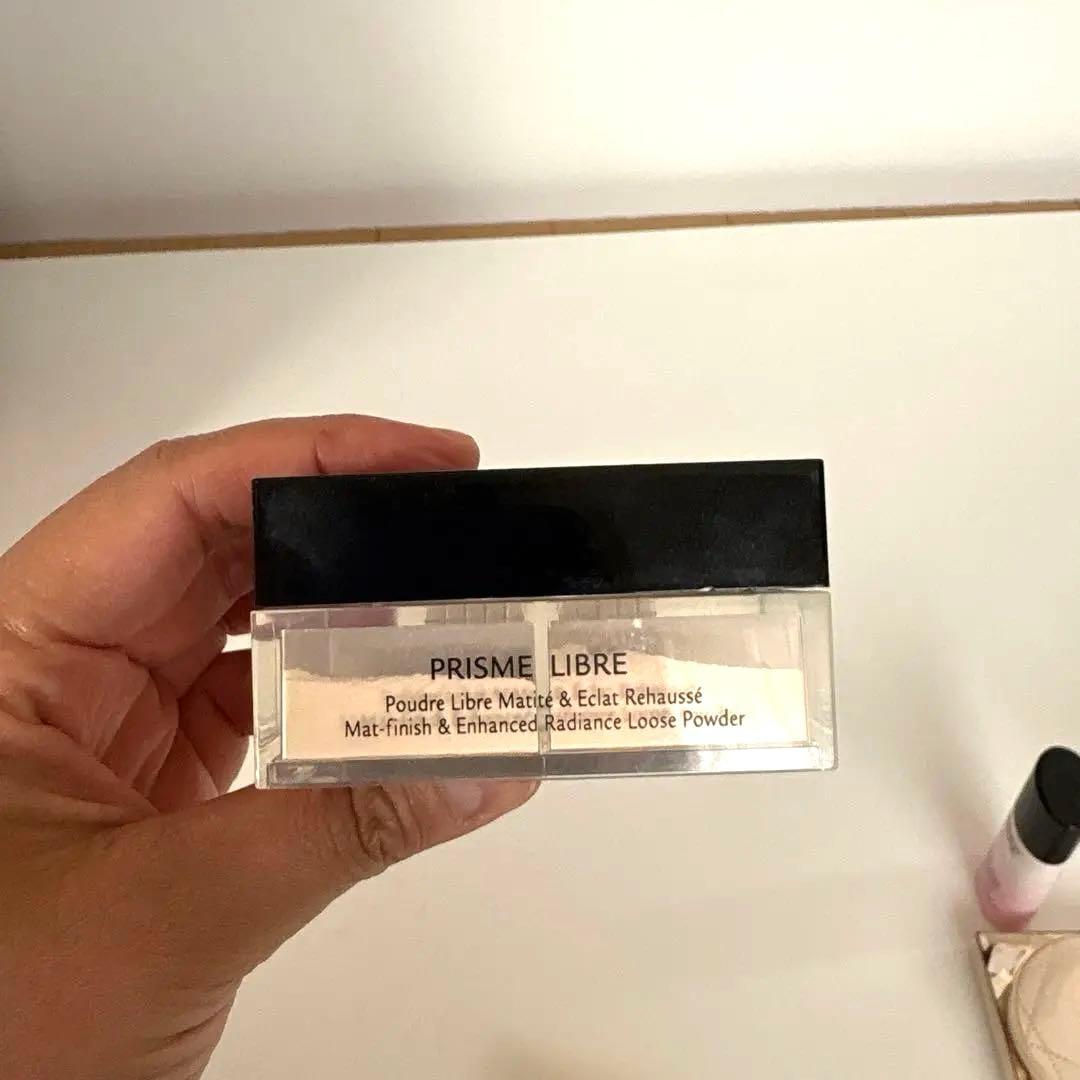 PRISME LIBRE
Poudre Libre Matité & Eclat Rehaussé
Mat-finish & Enhanced Radiance Loose Powder